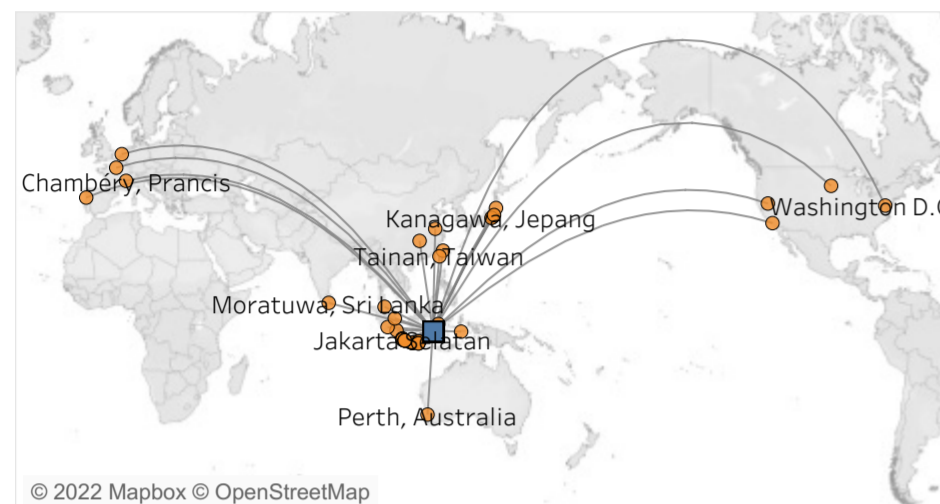 Chambéry, Prancis
Kanagawa, Jepang
Washington D.C
Tainan, Taiwan
Moratuwa, Sri Lanka
Jakarta Selatan
Perth, Australia
© 2022 Mapbox © OpenStreetMap